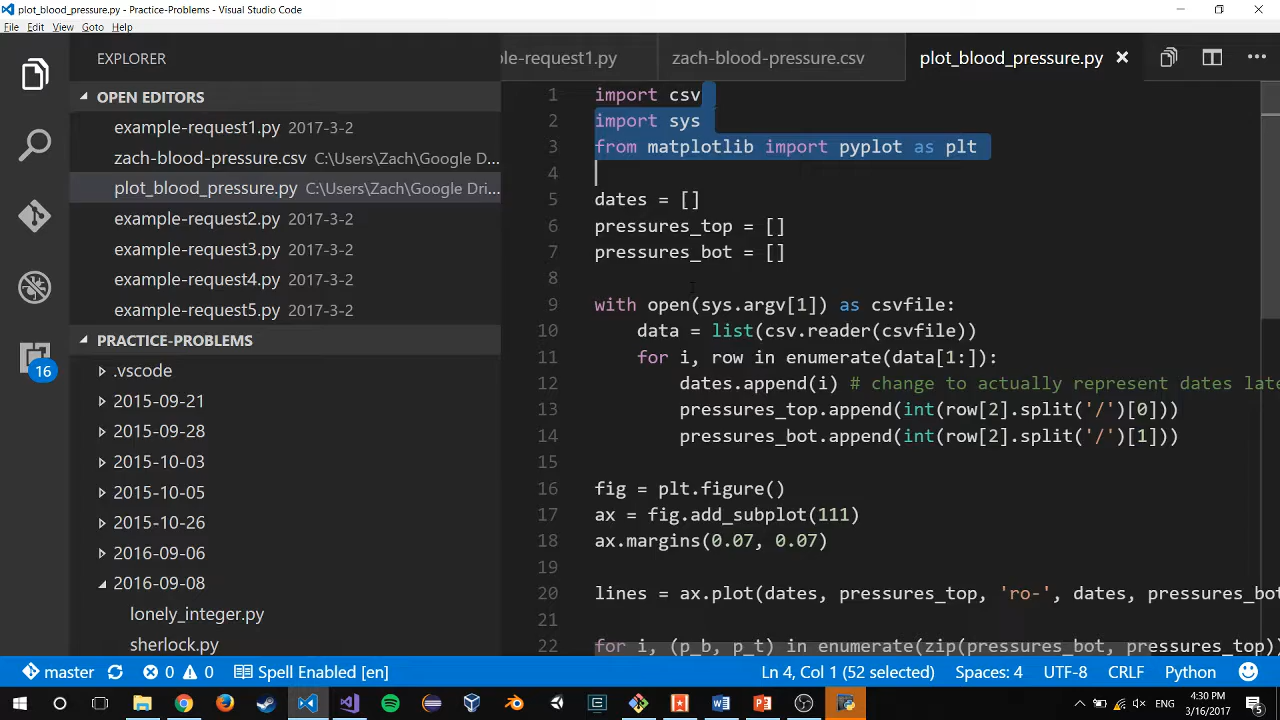 plot_blood_pressure.py - Practice-Problems - Visual Studio Code
File Edit View Goto Help
EXPLORER
OPEN EDITORS
example-request1.py 2017-3-2
zach-blood-pressure.csv C:\Users\Zach\Google D...
plot_blood_pressure.py C:\Users\Zach\Google Dri...
example-request2.py 2017-3-2
example-request3.py 2017-3-2
example-request4.py 2017-3-2
example-request5.py 2017-3-2
PRACTICE-PROBLEMS
.vscode
2015-09-21
2015-09-28
2015-10-03
2015-10-05
2015-10-26
2016-09-06
2016-09-08
lonely_integer.py
sherlock.py
16
le-request1.py zach-blood-pressure.csv plot_blood_pressure.py
1 import csv
2 import sys
3 from matplotlib import pyplot as plt
4
5 dates = []
6 pressures_top = []
7 pressures_bot = []
8
9 with open(sys.argv[1]) as csvfile:
10 data = list(csv.reader(csvfile))
11 for i, row in enumerate(data[1:]):
12 dates.append(i) # change to actually represent dates late
13 pressures_top.append(int(row[2].split('/')[0]))
14 pressures_bot.append(int(row[2].split('/')[1]))
15
16 fig = plt.figure()
17 ax = fig.add_subplot(111)
18 ax.margins(0.07, 0.07)
19
20 lines = ax.plot(dates, pressures_top, 'ro-', dates, pressures_bot
21
22 for i, (p_b, p_t) in enumerate(zip(pressures_bot, pressures_top))
master 0 0 Spell Enabled [en] Ln 4, Col 1 (52 selected) Spaces: 4 UTF-8 CRLF Python
ENG 4:30 PM
3/16/2017
5